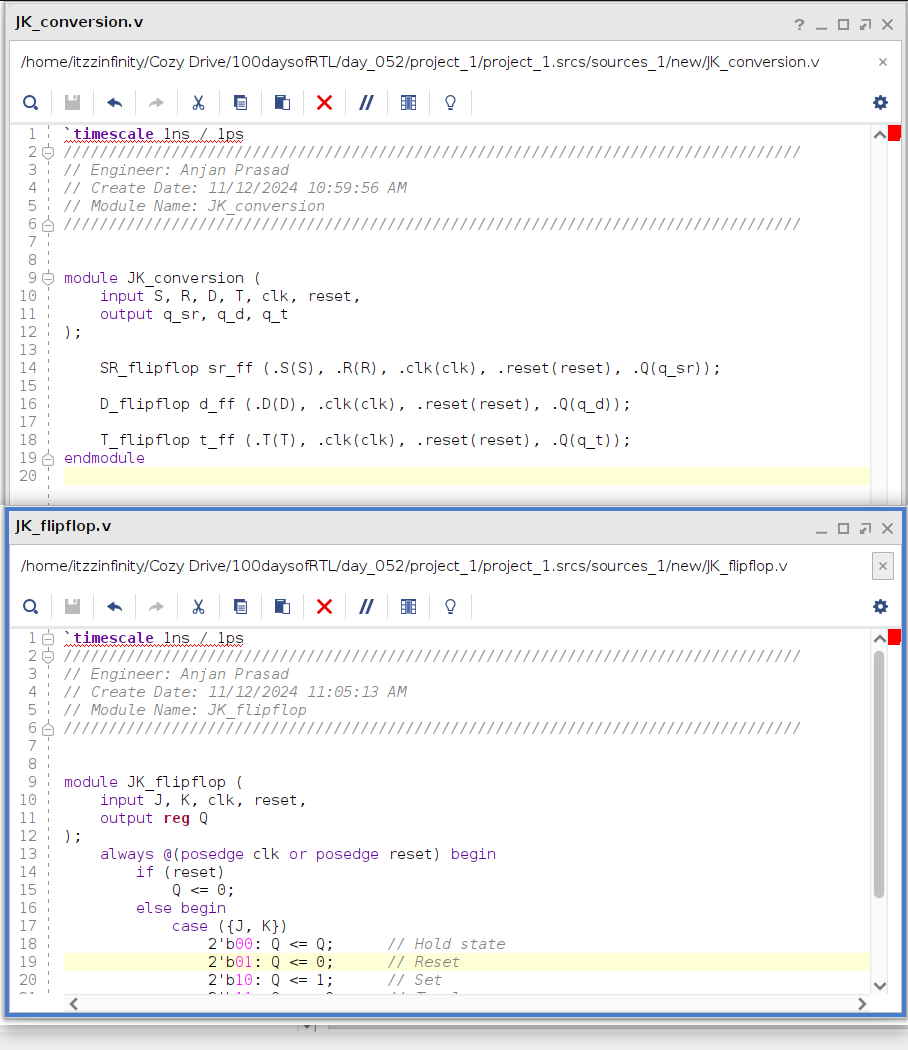 JK_conversion.v
/home/itzzinfinity/Cozy Drive/100daysofRTL/day_052/project_1/project_1.srcs/sources_1/new/JK_conversion.v
1 `timescale 1ns / 1ps
2 //////////////////////////////////////////////////////////////////////////////////
3 // Engineer: Anjan Prasad
4 // Create Date: 11/12/2024 10:59:56 AM
5 // Module Name: JK_conversion
6 //////////////////////////////////////////////////////////////////////////////////
7
8
9 module JK_conversion (
10     input S, R, D, T, clk, reset,
11     output q_sr, q_d, q_t
12 );
13
14     SR_flipflop sr_ff (.S(S), .R(R), .clk(clk), .reset(reset), .Q(q_sr));
15
16     D_flipflop d_ff (.D(D), .clk(clk), .reset(reset), .Q(q_d));
17
18     T_flipflop t_ff (.T(T), .clk(clk), .reset(reset), .Q(q_t));
19 endmodule
20
JK_flipflop.v
/home/itzzinfinity/Cozy Drive/100daysofRTL/day_052/project_1/project_1.srcs/sources_1/new/JK_flipflop.v
1 `timescale 1ns / 1ps
2 //////////////////////////////////////////////////////////////////////////////////
3 // Engineer: Anjan Prasad
4 // Create Date: 11/12/2024 11:05:13 AM
5 // Module Name: JK_flipflop
6 //////////////////////////////////////////////////////////////////////////////////
7
8
9 module JK_flipflop (
10     input J, K, clk, reset,
11     output reg Q
12 );
13     always @(posedge clk or posedge reset) begin
14         if (reset)
15             Q <= 0;
16         else begin
17             case ({J, K})
18                 2'b00: Q <= Q;      // Hold state
19                 2'b01: Q <= 0;      // Reset
20                 2'b10: Q <= 1;      // Set